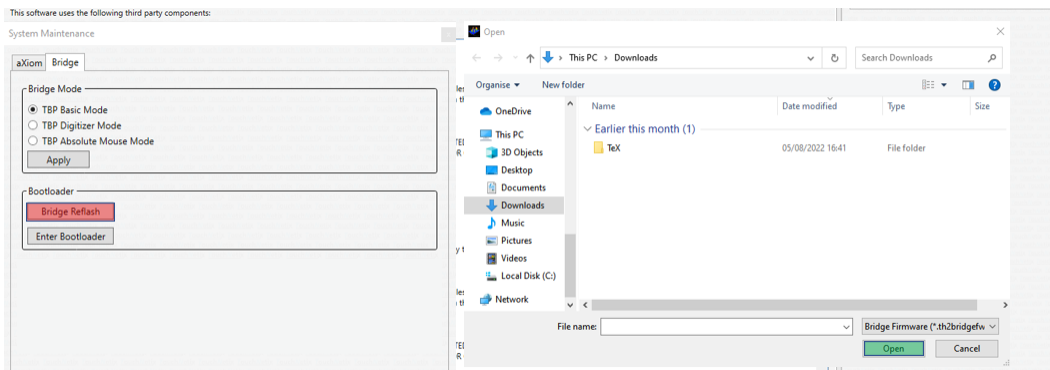 This software uses the following third party components:
System Maintenance
aXiom Bridge
Bridge Mode
TBP Basic Mode
TBP Digitizer Mode
TBP Absolute Mouse Mode
Apply
Bootloader
Bridge Reflash
Enter Bootloader
Open
This PC > Downloads
Search Downloads
Organise
New folder
Name Date modified Type Size
OneDrive
This PC
3D Objects
Desktop
Documents
Downloads
Music
Pictures
Videos
Local Disk (C:)
Network
Earlier this month (1)
TeX 05/08/2022 16:41 File folder
File name:
Bridge Firmware (*.th2bridgefw
Open Cancel